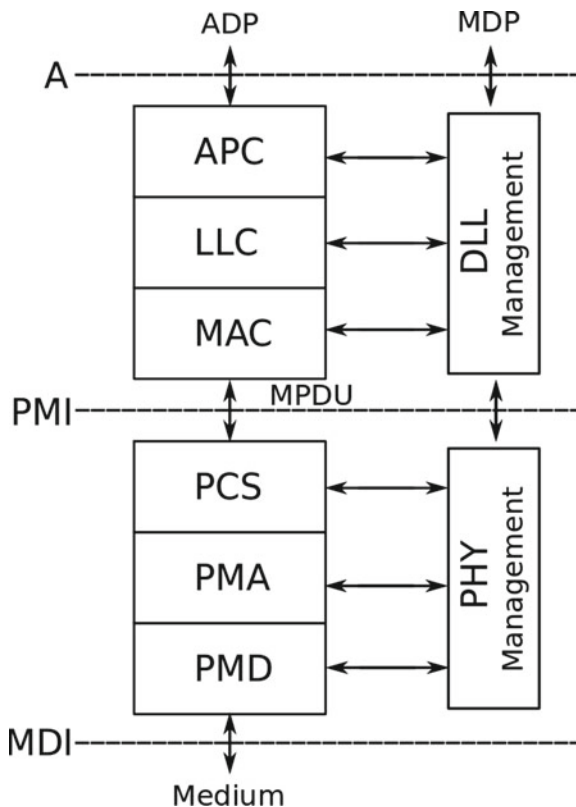 ADP MDP
A
APC
LLC
MAC
DLL
Management
PMI
MPDU
PCS
PMA
PMD
PHY
Management
MDI
Medium